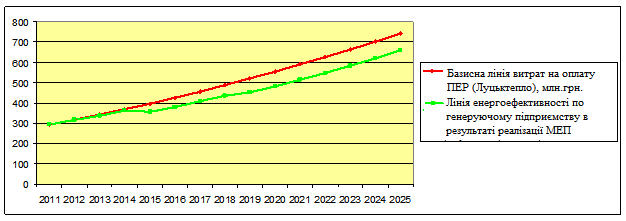 800
700
600
500
400
300
200
100
0
2011 2012 2013 2014 2015 2016 2017 2018 2019 2020 2021 2022 2023 2024 2025
Базисна лінія витрат на оплату
ПЕР (Луцьктепло), млн.грн.
Лінія енергоефективності по
генеруючому підприємству в
результаті реалізації МЕП